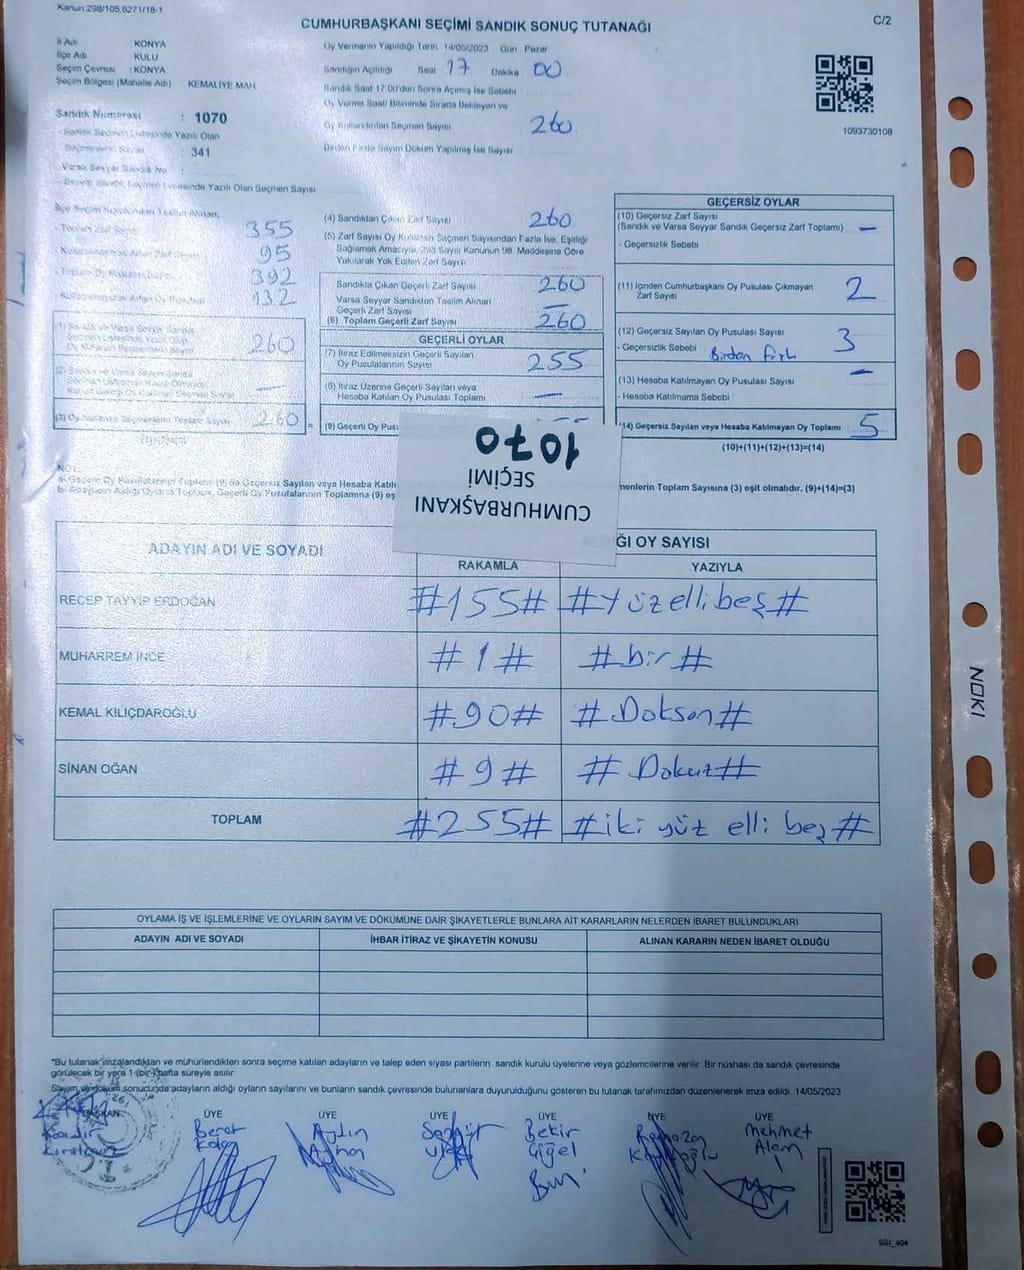 Kanun:298/105,6271/18-1
CUMHURBAŞKANI SEÇİMİ SANDIK SONUÇ TUTANAĞI
C/2
İl Adı KONYA
İlçe Adı KULU
Seçim Çevresi : KONYA
Seçim Bölgesi (Mahalle Adı) KEMALİYE MAH
Sandık Numarası : 1070
- Sandık Seçmen Listesinde Yazılı Olan
Seçmenlerin Sayısı : 341
Varsa Seyyar Sandık No
- Seyyar Sandık Seçmen Listesinde Yazılı Olan Seçmen Sayısı
Oy Vermenin Yapıldığı Tarih 14/05/2023 Gün Pazar
Sandığın Açıldığı Saat 17 Dakika 00
Sandık Saat 17 00'den Sonra Açılmış İse Sebebi
Oy Verme Saati Bitiminde Sırada Bekleyen ve
Oy Kullandırılan Seçmen Sayısı 260
Birden Fazla Sayım Döküm Yapılmış İse Sayısı
1093730108
İlçe Seçim Kurulundan Teslim Alınan;
- Toplam Zarf Sayısı 355
- Kullanılmayarak Artan Zarf Sayısı 95
- Toplam Oy Pusulası Sayısı 392
- Kullanılmayarak Artan Oy Pusulası 132
(1) Sandık ve Varsa Seyyar Sandık
Seçmen Listesinde Yazılı Olup
Oy Kullanan Seçmenlerin Sayısı 260
(2) Sandık ve Varsa Seyyar Sandık
Seçmen Listesinde Kayıtlı Olmayıp
Kanun Gereği Oy Kullanan Seçmen Sayısı —
(3) Oy Kullanan Seçmenlerin Toplam Sayısı 260
(1)+(2)=(3)
(4) Sandıktan Çıkan Zarf Sayısı 260
(5) Zarf Sayısı Oy Kullanan Seçmen Sayısından Fazla İse, Eşitliği
Sağlamak Amacıyla, 298 Sayılı Kanunun 98. Maddesine Göre
Yakılarak Yok Edilen Zarf Sayısı
Sandıkta Çıkan Geçerli Zarf Sayısı 260
Varsa Seyyar Sandıktan Teslim Alınan
Geçerli Zarf Sayısı —
(6) Toplam Geçerli Zarf Sayısı 260
GEÇERLİ OYLAR
(7) İtiraz Edilmeksizin Geçerli Sayılan
Oy Pusulalarının Sayısı 255
(8) İtiraz Üzerine Geçerli Sayılan veya
Hesaba Katılan Oy Pusulası Toplamı —
(9) Geçerli Oy Pusu
GEÇERSİZ OYLAR
(10) Geçersiz Zarf Sayısı
(Sandık ve Varsa Seyyar Sandık Geçersiz Zarf Toplamı) —
- Geçersizlik Sebebi
(11) İçinden Cumhurbaşkanı Oy Pusulası Çıkmayan
Zarf Sayısı 2
(12) Geçersiz Sayılan Oy Pusulası Sayısı 3
- Geçersizlik Sebebi Birden
(13) Hesaba Katılmayan Oy Pusulası Sayısı —
- Hesaba Katılmama Sebebi
(14) Geçersiz Sayılan veya Hesaba Katılmayan Oy Toplamı 5
(10)+(11)+(12)+(13)=(14)
CUMHURBAŞKANI
SEÇİMİ
1070
NOT:
a- Geçerli Oy Pusulalarının Toplamı (9) ile Geçersiz Sayılan veya Hesaba Katıl menlerin Toplam Sayısına (3) eşit olmalıdır. (9)+(14)=(3)
b- Adayların Aldığı Oyların Toplamı, Geçerli Oy Pusulalarının Toplamına (9) eş
ADAYIN ADI VE SOYADI ĞI OY SAYISI
RAKAMLA YAZIYLA
RECEP TAYYİP ERDOĞAN #155# #Yüzellibeş#
MUHARREM İNCE #1# #bir#
KEMAL KILIÇDAROĞLU #90# #Doksan#
SİNAN OĞAN #9# #Dokuz#
TOPLAM #255# #iki yüz elli beş#
NOKI
OYLAMA İŞ VE İŞLEMLERİNE VE OYLARIN SAYIM VE DÖKÜMÜNE DAİR ŞİKAYETLERLE BUNLARA AİT KARARLARIN NELERDEN İBARET BULUNDUKLARI
ADAYIN ADI VE SOYADI İHBAR İTİRAZ VE ŞİKAYETİN KONUSU ALINAN KARARIN NEDEN İBARET OLDUĞU
*Bu tutanak imzalandıktan ve mühürlendikten sonra seçime katılan adayların ve talep eden siyasi partilerin sandık kurulu üyelerine veya gözlemcilerine verilir. Bir nüshası da sandık çevresinde
görülecek bir yere 1 (bir) hafta süreyle asılır.
Sayım ve döküm sonucunda adayların aldığı oyların sayılarını ve bunların sandık çevresinde bulunanlara duyurulduğunu gösteren bu tutanak tarafımızdan düzenlenerek imza edildi. 14/05/2023
BAŞKAN ÜYE ÜYE ÜYE ÜYE ÜYE ÜYE
Berat Aydın Bekir Ramazan Mehmet
SSI_404